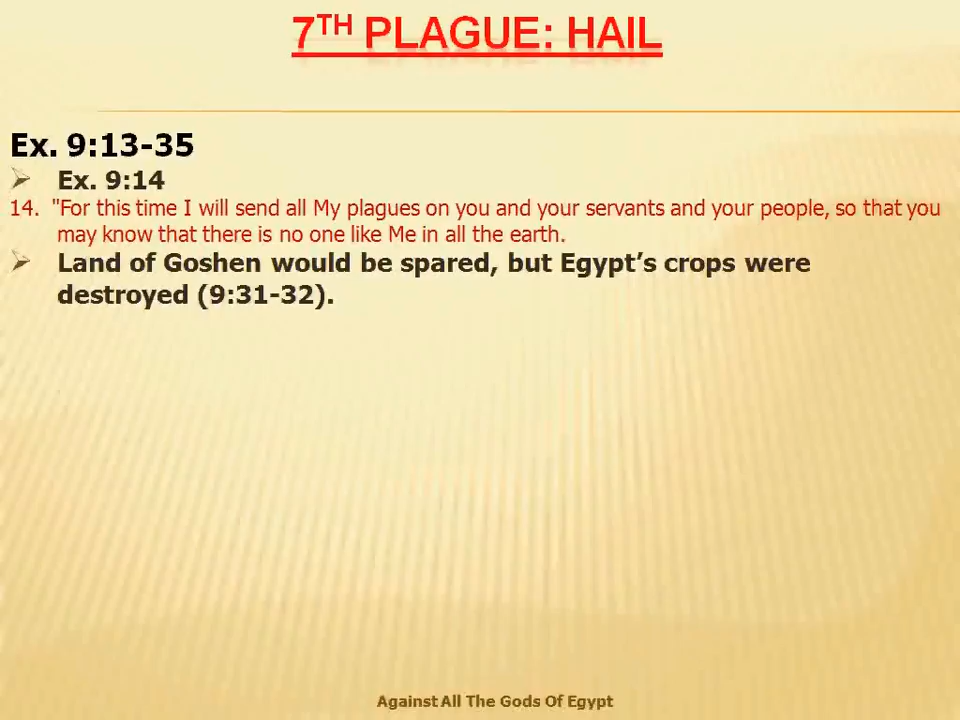 7TH PLAGUE: HAIL
Ex. 9:13-35
➢ Ex. 9:14
14. "For this time I will send all My plagues on you and your servants and your people, so that you
may know that there is no one like Me in all the earth.
➢ Land of Goshen would be spared, but Egypt’s crops were
destroyed (9:31-32).
Against All The Gods Of Egypt